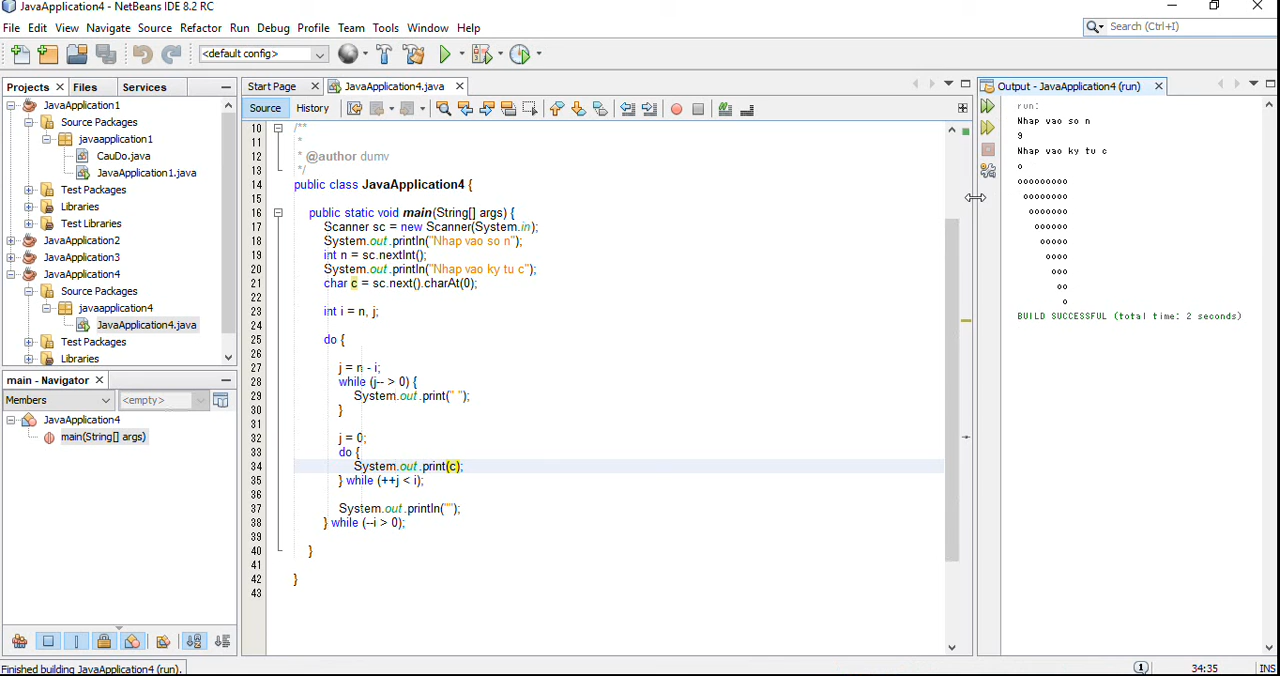 JavaApplication4 - NetBeans IDE 8.2 RC
File Edit View Navigate Source Refactor Run Debug Profile Team Tools Window Help
Search (Ctrl+I)
<default config>
Projects Files Services
JavaApplication1
Source Packages
javaapplication1
CauDo.java
JavaApplication1.java
Test Packages
Libraries
Test Libraries
JavaApplication2
JavaApplication3
JavaApplication4
Source Packages
javaapplication4
JavaApplication4.java
Test Packages
Libraries
main - Navigator
Members <empty>
JavaApplication4
main(String[] args)
Start Page JavaApplication4.java
Source History
10 /**
11 *
12 * @author dumv
13 */
14 public class JavaApplication4 {
15
16 public static void main(String[] args) {
17 Scanner sc = new Scanner(System.in);
18 System.out.println("Nhap vao so n");
19 int n = sc.nextInt();
20 System.out.println("Nhap vao ky tu c");
21 char c = sc.next().charAt(0);
22
23 int i = n, j;
24
25 do {
26
27 j = n - i;
28 while (j-- > 0) {
29 System.out.print(" ");
30 }
31
32 j = 0;
33 do {
34 System.out.print(c);
35 } while (++j < i);
36
37 System.out.println("");
38 } while (--i > 0);
39
40 }
41
42 }
43
Output - JavaApplication4 (run)
run:
Nhap vao so n
9
Nhap vao ky tu c
o
ooooooooo
oooooooo
ooooooo
oooooo
ooooo
oooo
ooo
oo
o
BUILD SUCCESSFUL (total time: 2 seconds)
Finished building JavaApplication4 (run).
1 34:35 INS